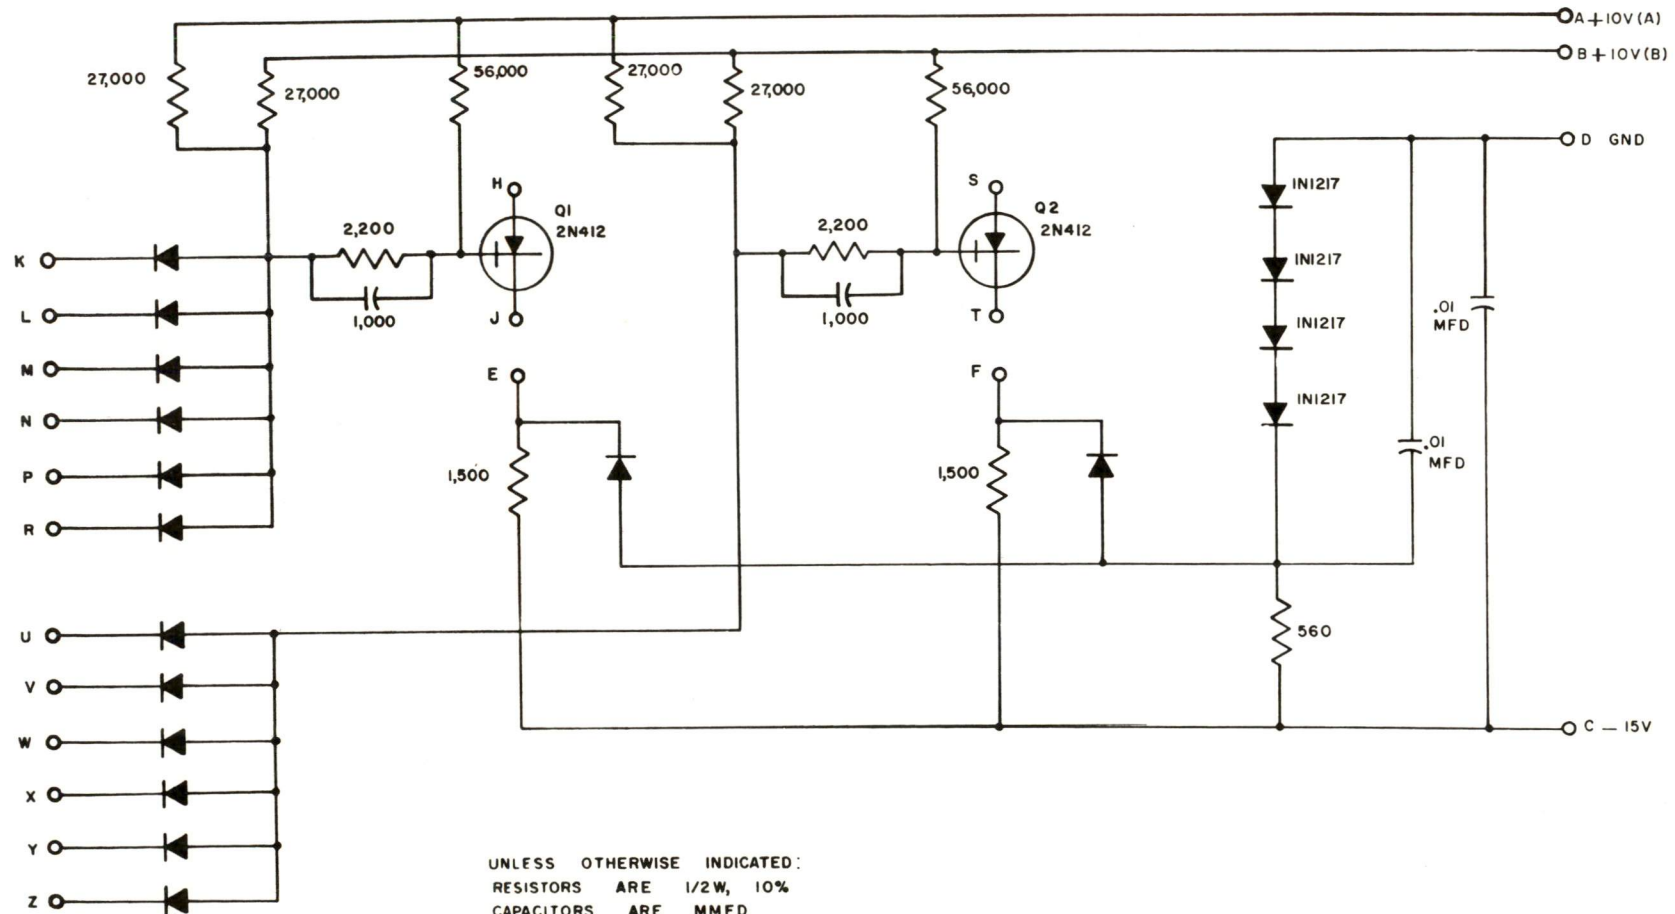 A +10V (A)
B +10V (B)
27,000
27,000
56,000
27,000
27,000
56,000
D GND
H
Q1
2N412
S
Q2
2N412
IN1217
2,200
2,200
K
IN1217
L
J
1,000
T
1,000
IN1217
.01
MFD
M
E
F
IN1217
N
.01
MFD
P
1,500
1,500
R
U
560
V
W
C — 15V
X
Y
Z
UNLESS OTHERWISE INDICATED:
RESISTORS ARE 1/2W, 10%
CAPACITORS ARE MMFD